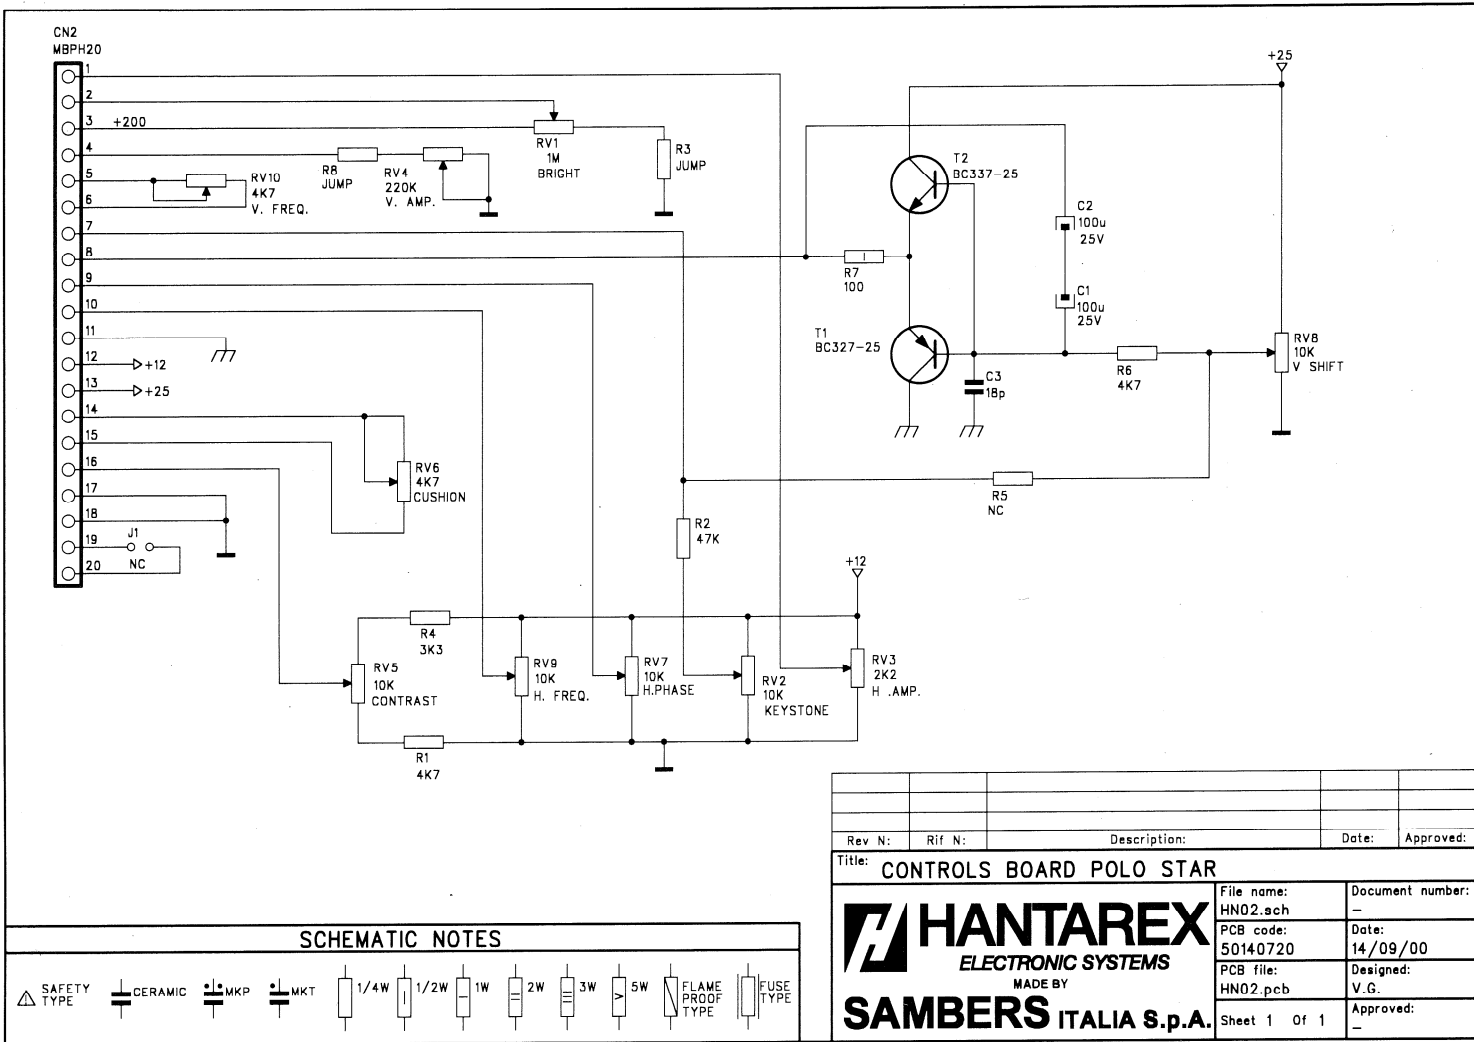 CN2
MBPH20
1
2
3 +200
4
5
6
7
8
9
10
11
12 +12
13 +25
14
15
16
17
18
19
20
J1
NC
RV1
1M
BRIGHT
R3
JUMP
R8
JUMP
RV4
220K
V. AMP.
RV10
4K7
V. FREQ.
+25
T2
BC337-25
C2
100u
25V
R7
100
C1
100u
25V
T1
BC327-25
C3
18p
R6
4K7
RV8
10K
V SHIFT
RV6
4K7
CUSHION
R5
NC
R2
47K
+12
R4
3K3
RV5
10K
CONTRAST
RV9
10K
H. FREQ.
RV7
10K
H.PHASE
RV2
10K
KEYSTONE
RV3
2K2
H .AMP.
R1
4K7
Rev N: Rif N: Description: Date: Approved:
Title: CONTROLS BOARD POLO STAR
HANTAREX
ELECTRONIC SYSTEMS
MADE BY
SAMBERS ITALIA S.p.A.
File name:
HN02.sch
Document number:
–
PCB code:
50140720
Date:
14/09/00
PCB file:
HN02.pcb
Designed:
V.G.
Sheet 1 Of 1
Approved:
–
SCHEMATIC NOTES
SAFETY
TYPE
CERAMIC
MKP
MKT
1/4W
1/2W
1W
2W
3W
5W
FLAME
PROOF
TYPE
FUSE
TYPE